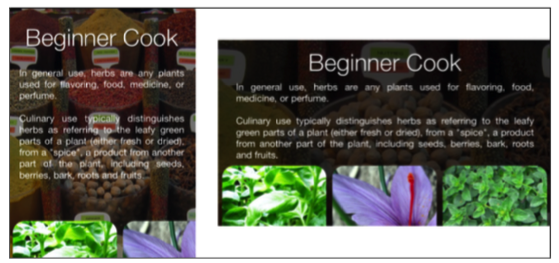 Beginner Cook
In general use, herbs are any plants
used for flavoring, food, medicine, or
perfume.
Culinary use typically distinguishes
herbs as referring to the leafy green
parts of a plant (either fresh or dried),
from a "spice", a product from another
part of the plant, including seeds,
berries, bark, roots and fruits.
Beginner Cook
In general use, herbs are any plants used for flavoring, food,
medicine, or perfume.
Culinary use typically distinguishes herbs as referring to the leafy
green parts of a plant (either fresh or dried), from a "spice", a product
from another part of the plant, including seeds, berries, bark, roots
and fruits.